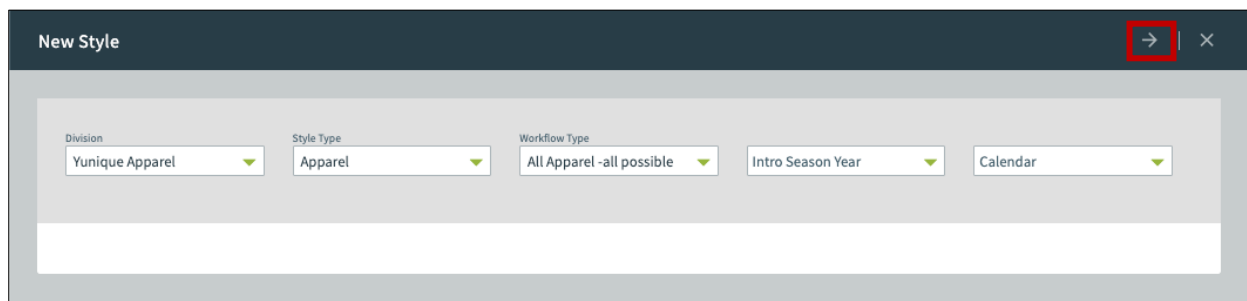 New Style
Division
Style Type
Workflow Type
Yunique Apparel
Apparel
All Apparel -all possible
Intro Season Year
Calendar